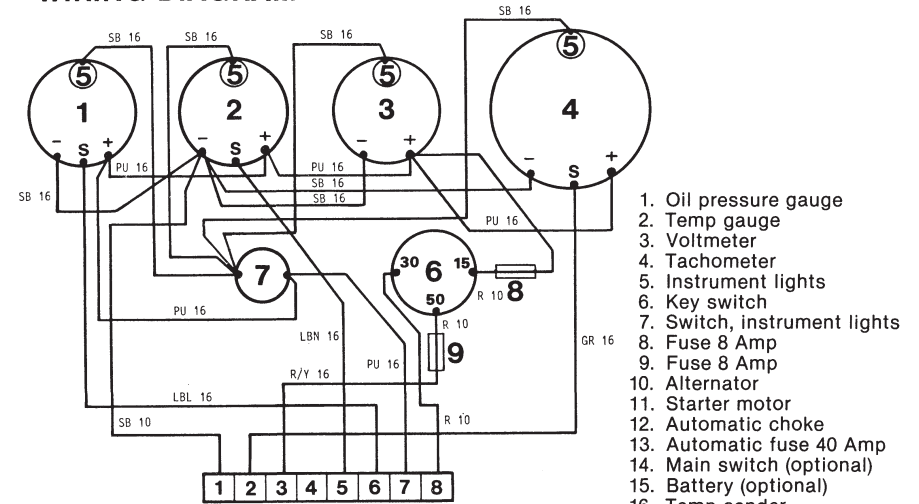 WIRING DIAGRAM
SB 16 SB 16 SB 16 SB 16
5 5 5 5
1 2 3 4
- S + - S + - + - S +
PU 16 PU 16
SB 16 SB 16
SB 16
PU 16
7
30 6 15
50
8
R 10
R 10
9
PU 16
LBN 16
PU 16
GR 16
R/Y 16
LBL 16
SB 10
R 10
1 2 3 4 5 6 7 8
1. Oil pressure gauge
2. Temp gauge
3. Voltmeter
4. Tachometer
5. Instrument lights
6. Key switch
7. Switch, instrument lights
8. Fuse 8 Amp
9. Fuse 8 Amp
10. Alternator
11. Starter motor
12. Automatic choke
13. Automatic fuse 40 Amp
14. Main switch (optional)
15. Battery (optional)
16. Temp sender